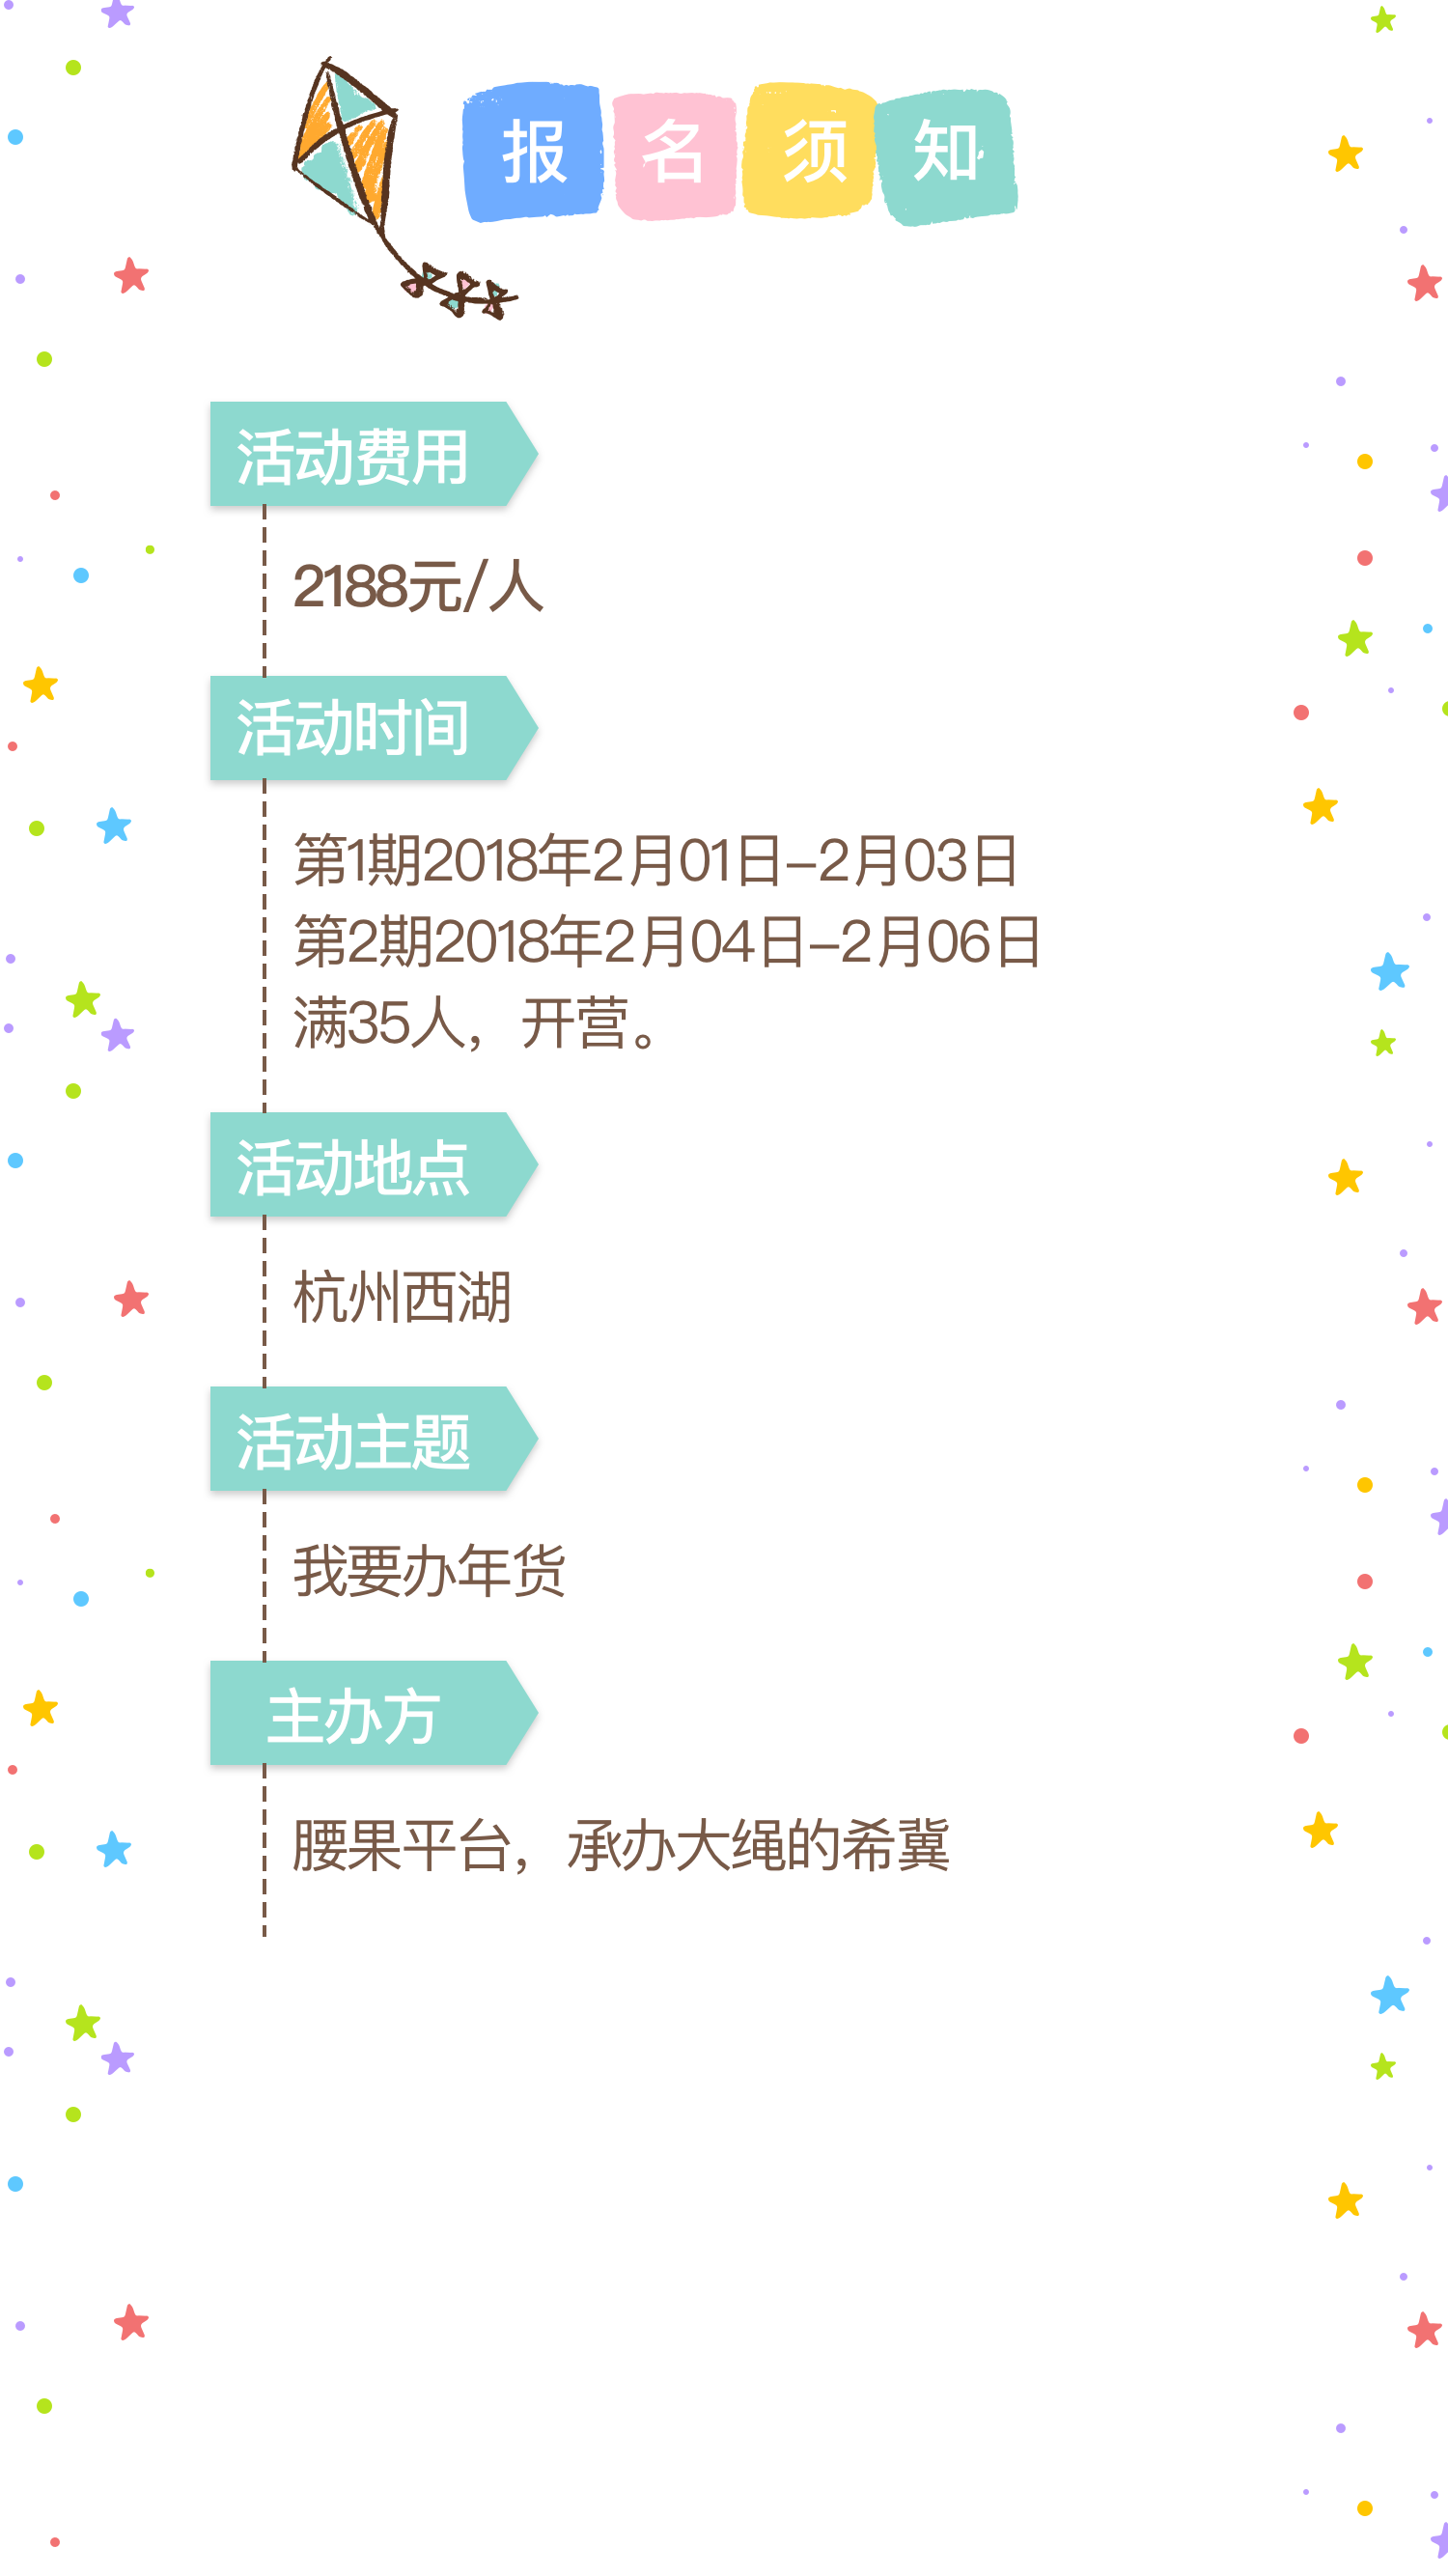 报名须知
活动费用
2188元/人
活动时间
第1期2018年2月01日–2月03日
第2期2018年2月04日–2月06日
满35人，开营。
活动地点
杭州西湖
活动主题
我要办年货
主办方
腰果平台，承办大绳的希冀